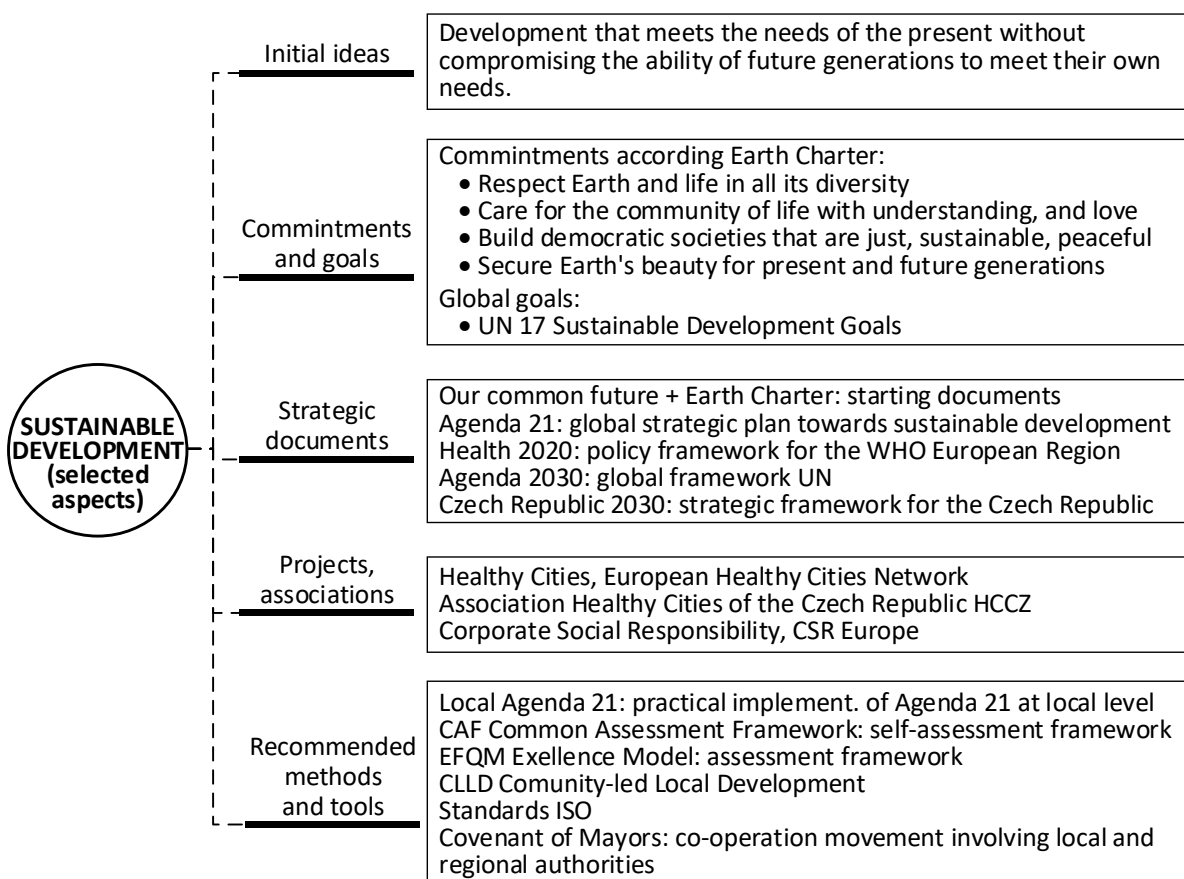 SUSTAINABLE
DEVELOPMENT
(selected
aspects)
Initial ideas
Development that meets the needs of the present without
compromising the ability of future generations to meet their own
needs.
Commintments
and goals
Commintments according Earth Charter:
• Respect Earth and life in all its diversity
• Care for the community of life with understanding, and love
• Build democratic societies that are just, sustainable, peaceful
• Secure Earth's beauty for present and future generations
Global goals:
• UN 17 Sustainable Development Goals
Strategic
documents
Our common future + Earth Charter: starting documents
Agenda 21: global strategic plan towards sustainable development
Health 2020: policy framework for the WHO European Region
Agenda 2030: global framework UN
Czech Republic 2030: strategic framework for the Czech Republic
Projects,
associations
Healthy Cities, European Healthy Cities Network
Association Healthy Cities of the Czech Republic HCCZ
Corporate Social Responsibility, CSR Europe
Recommended
methods
and tools
Local Agenda 21: practical implement. of Agenda 21 at local level
CAF Common Assessment Framework: self-assessment framework
EFQM Exellence Model: assessment framework
CLLD Comunity-led Local Development
Standards ISO
Covenant of Mayors: co-operation movement involving local and
regional authorities